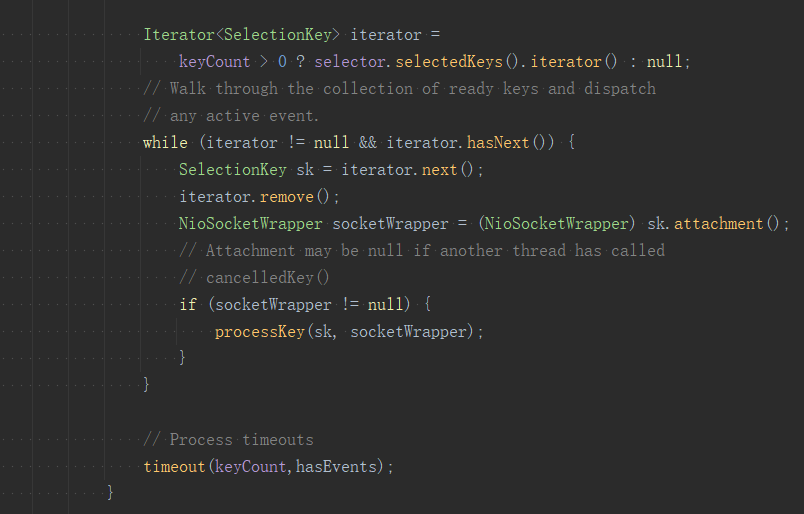 Iterator<SelectionKey> iterator =
keyCount > 0 ? selector.selectedKeys().iterator() : null;
// Walk through the collection of ready keys and dispatch
// any active event.
while (iterator != null && iterator.hasNext()) {
SelectionKey sk = iterator.next();
iterator.remove();
NioSocketWrapper socketWrapper = (NioSocketWrapper) sk.attachment();
// Attachment may be null if another thread has called
// cancelledKey()
if (socketWrapper != null) {
processKey(sk, socketWrapper);
}
}
// Process timeouts
timeout(keyCount,hasEvents);
}